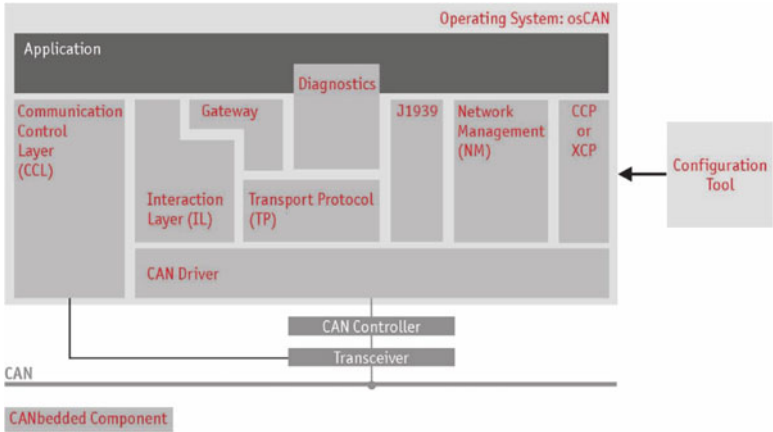 Operating System: osCAN
Application
Diagnostics
Communication
Control
Layer
(CCL)
Gateway
J1939
Network
Management
(NM)
CCP
or
XCP
Configuration
Tool
Interaction
Layer (IL)
Transport Protocol
(TP)
CAN Driver
CAN Controller
Transceiver
CAN
CANbedded Component